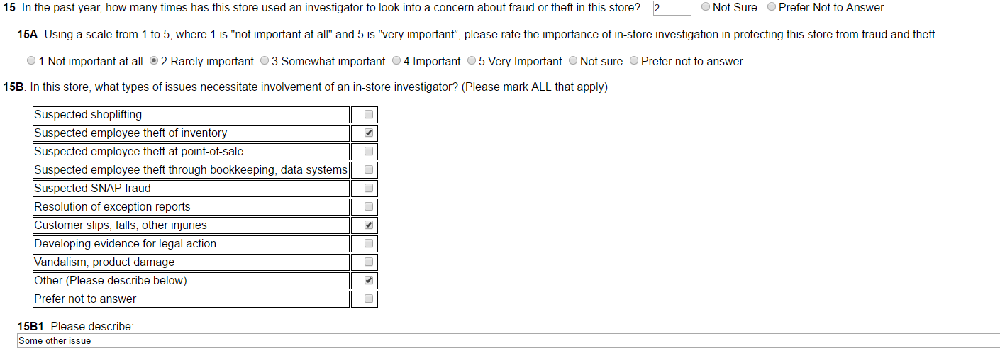 15. In the past year, how many times has this store used an investigator to look into a concern about fraud or theft in this store? 2 Not Sure Prefer Not to Answer
15A. Using a scale from 1 to 5, where 1 is "not important at all" and 5 is "very important", please rate the importance of in-store investigation in protecting this store from fraud and theft.
1 Not important at all 2 Rarely important 3 Somewhat important 4 Important 5 Very Important Not sure Prefer not to answer
15B. In this store, what types of issues necessitate involvement of an in-store investigator? (Please mark ALL that apply)
Suspected shoplifting
Suspected employee theft of inventory
Suspected employee theft at point-of-sale
Suspected employee theft through bookkeeping, data systems
Suspected SNAP fraud
Resolution of exception reports
Customer slips, falls, other injuries
Developing evidence for legal action
Vandalism, product damage
Other (Please describe below)
Prefer not to answer
15B1. Please describe:
Some other issue